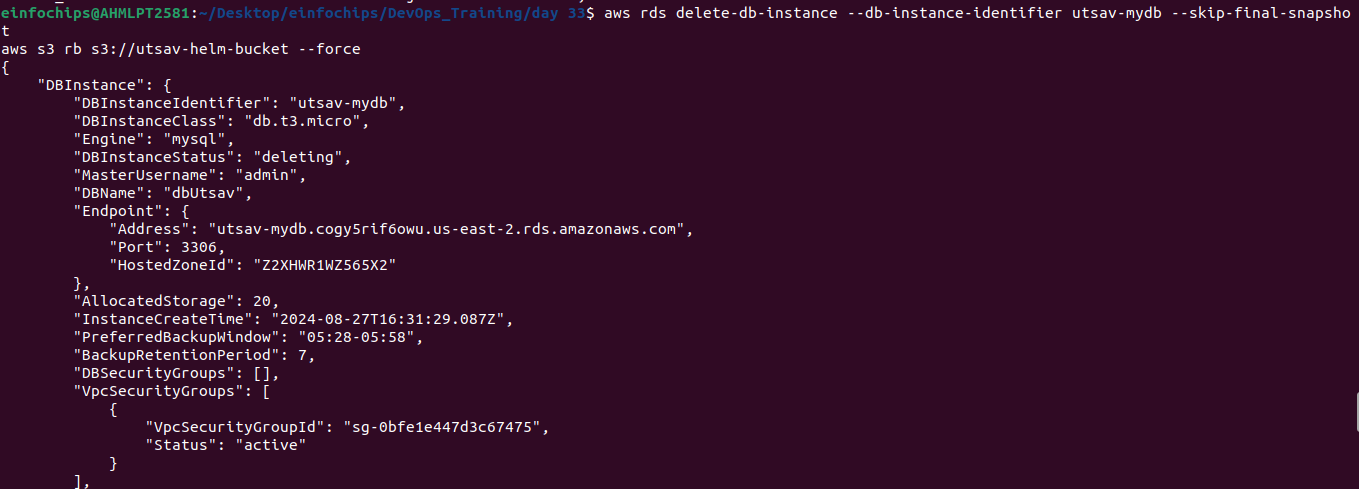 einfochips@AHMLPT2581:~/Desktop/einfochips/DevOps_Training/day 33$ aws rds delete-db-instance --db-instance-identifier utsav-mydb --skip-final-snapsho
t
aws s3 rb s3://utsav-helm-bucket --force
{
    "DBInstance": {
        "DBInstanceIdentifier": "utsav-mydb",
        "DBInstanceClass": "db.t3.micro",
        "Engine": "mysql",
        "DBInstanceStatus": "deleting",
        "MasterUsername": "admin",
        "DBName": "dbUtsav",
        "Endpoint": {
            "Address": "utsav-mydb.cogy5rif6owu.us-east-2.rds.amazonaws.com",
            "Port": 3306,
            "HostedZoneId": "Z2XHWR1WZ565X2"
        },
        "AllocatedStorage": 20,
        "InstanceCreateTime": "2024-08-27T16:31:29.087Z",
        "PreferredBackupWindow": "05:28-05:58",
        "BackupRetentionPeriod": 7,
        "DBSecurityGroups": [],
        "VpcSecurityGroups": [
            {
                "VpcSecurityGroupId": "sg-0bfe1e447d3c67475",
                "Status": "active"
            }
        ],